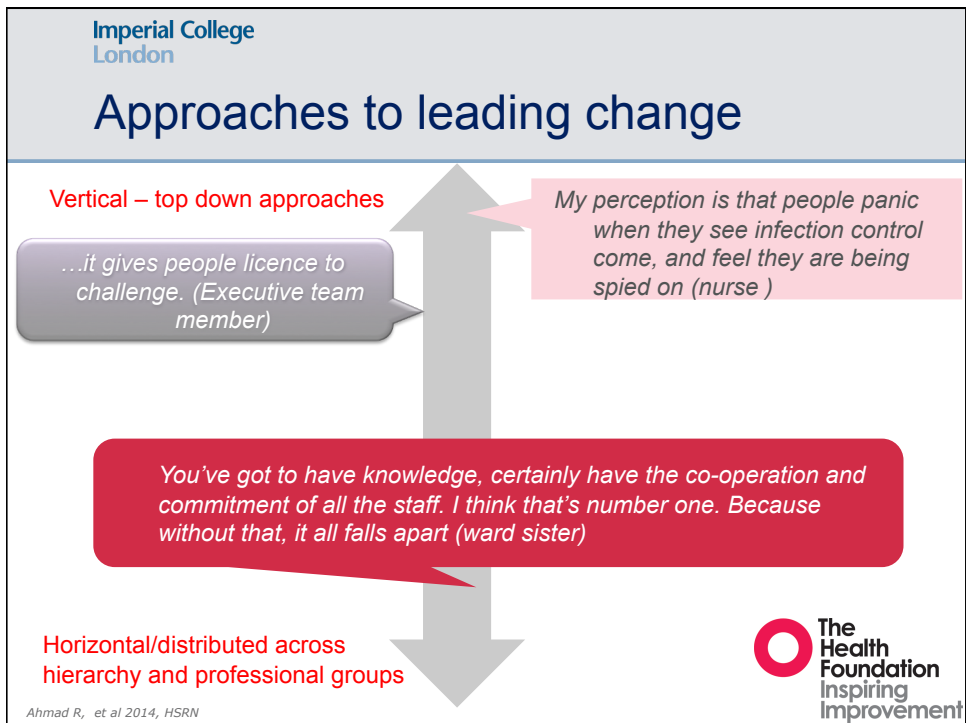 Imperial College
London
Approaches to leading change
Vertical – top down approaches
My perception is that people panic
when they see infection control
come, and feel they are being
spied on (nurse )
…it gives people licence to
challenge. (Executive team
member)
You’ve got to have knowledge, certainly have the co-operation and
commitment of all the staff. I think that’s number one. Because
without that, it all falls apart (ward sister)
Horizontal/distributed across
hierarchy and professional groups
The
Health
Foundation
Inspiring
Improvement
Ahmad R, et al 2014, HSRN